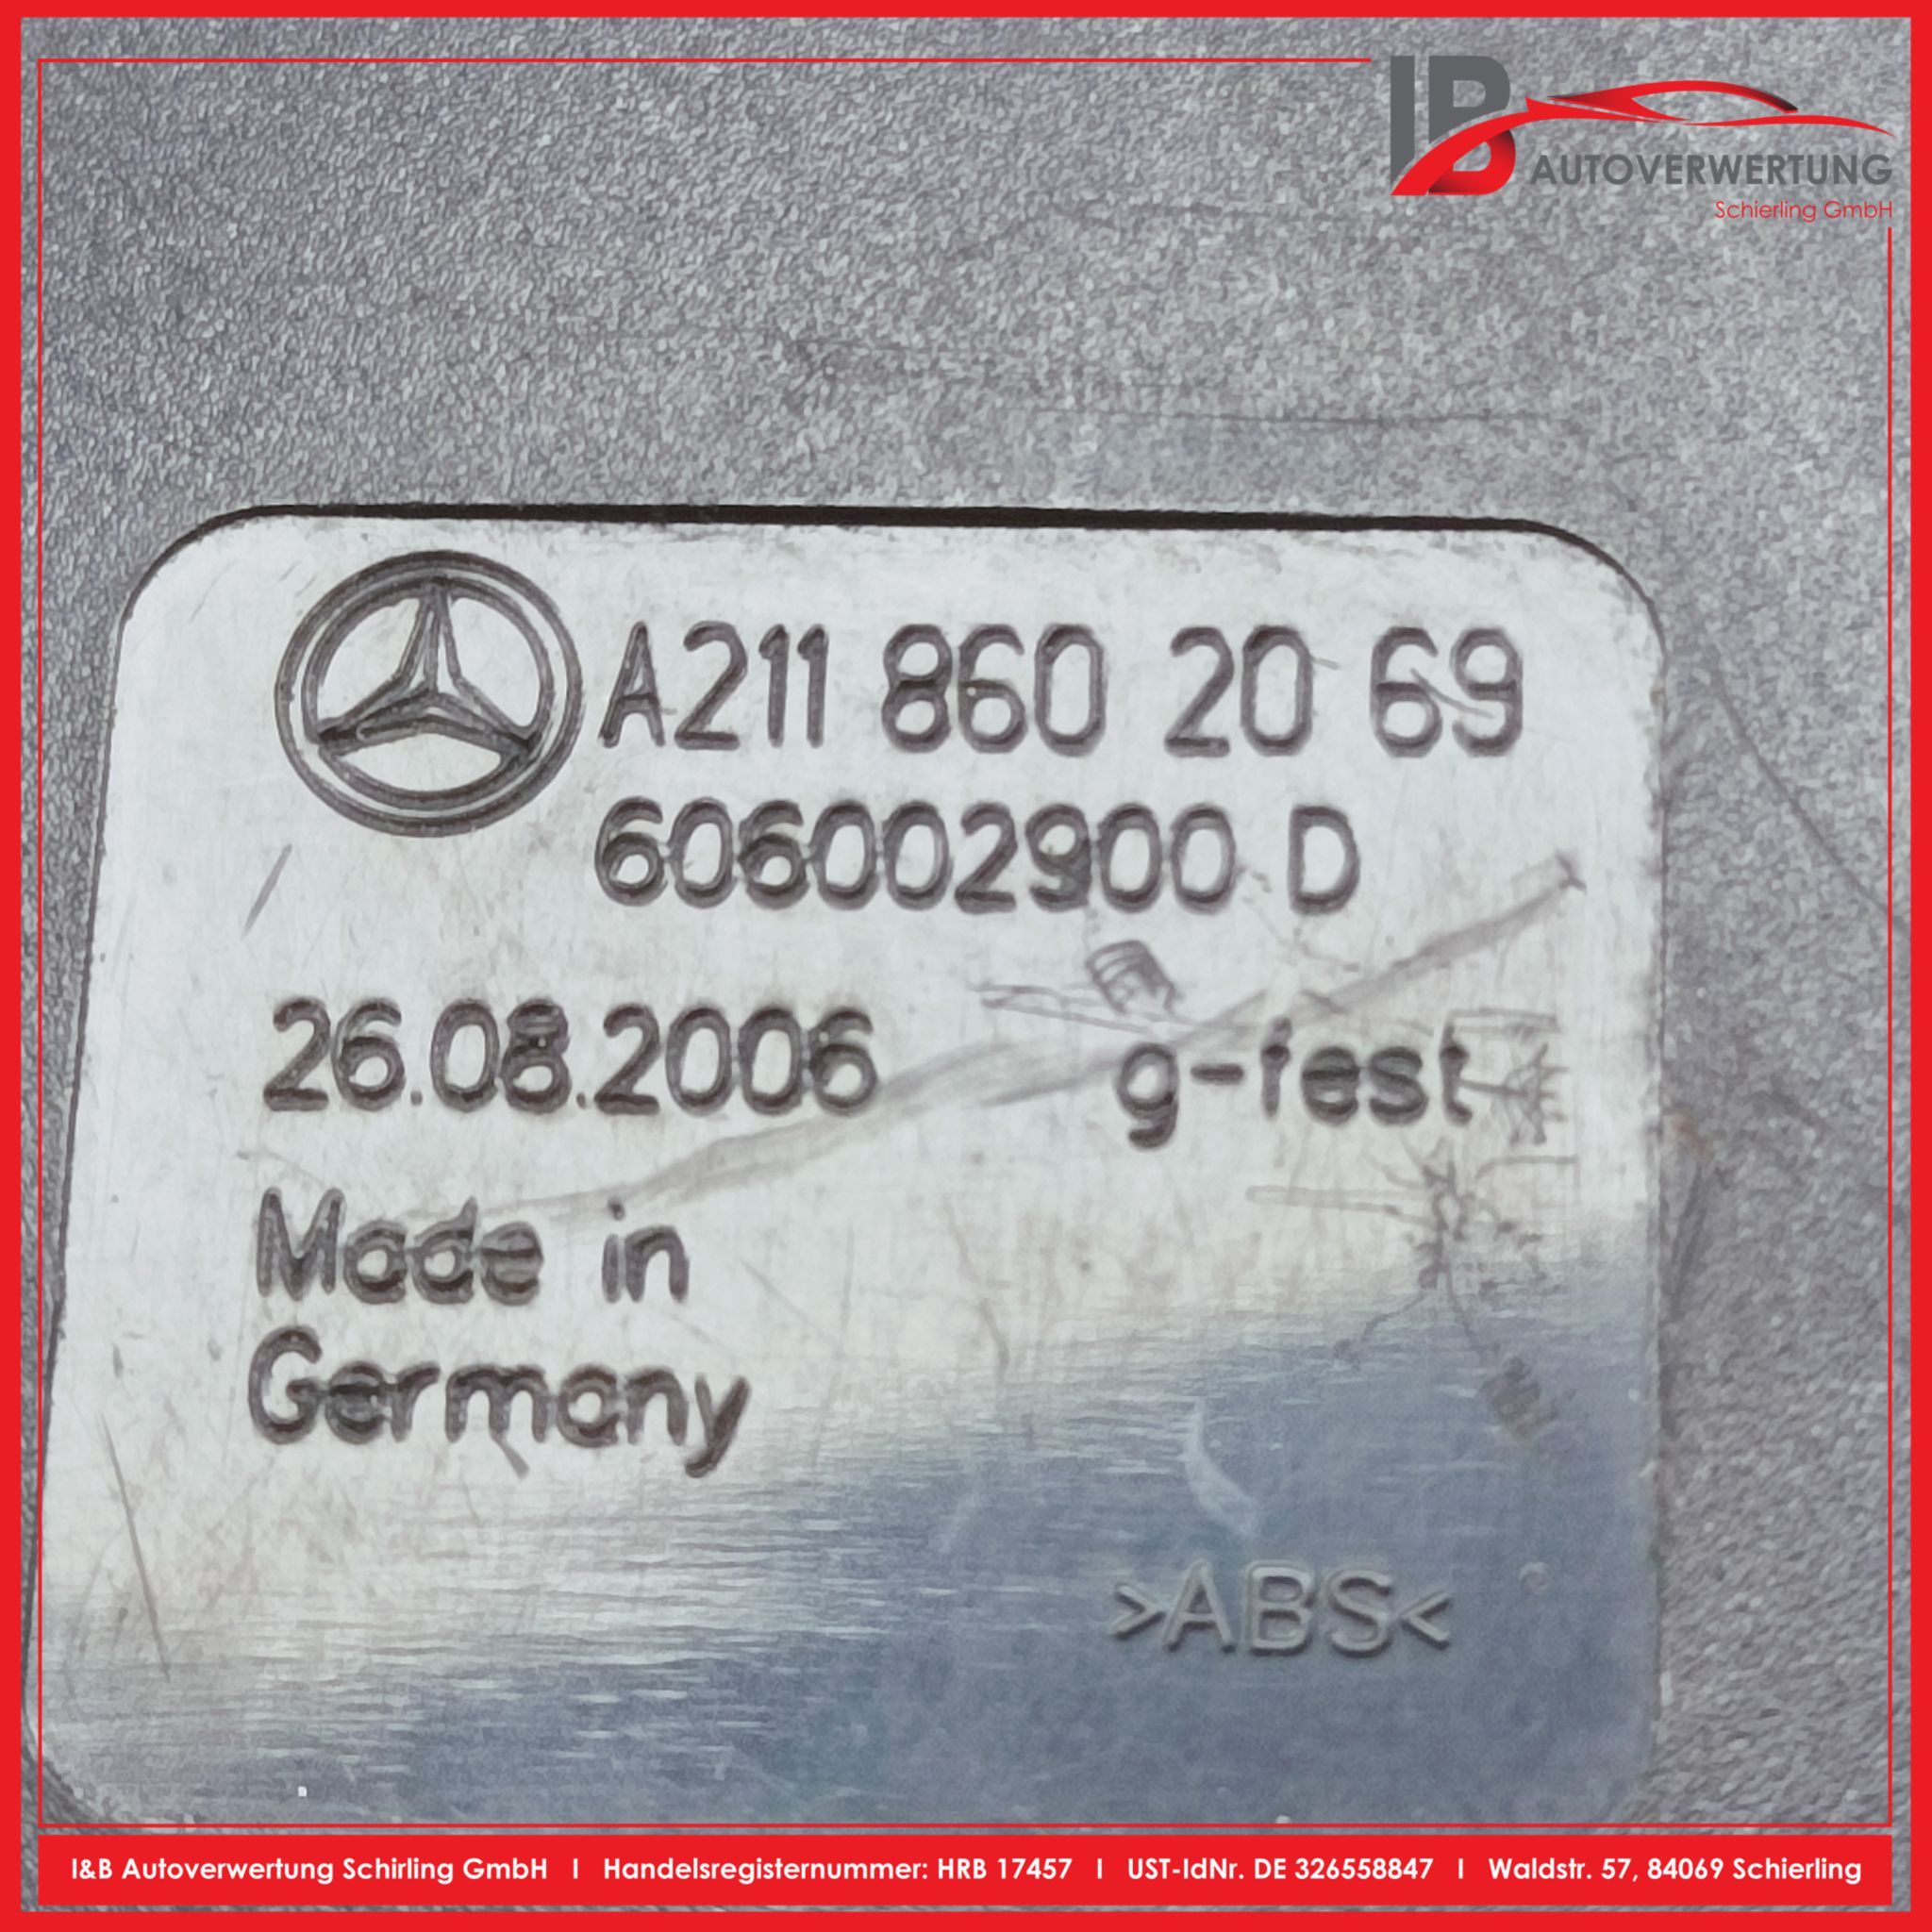 IB
AUTOVERWERTUNG
Schierling GmbH
A211 860 20 69
606002900 D
26.08.2006 g-fest
Made in
Germany
>ABS<
I&B Autoverwertung Schirling GmbH I Handelsregisternummer: HRB 17457 I UST-IdNr. DE 326558847 I Waldstr. 57, 84069 Schierling